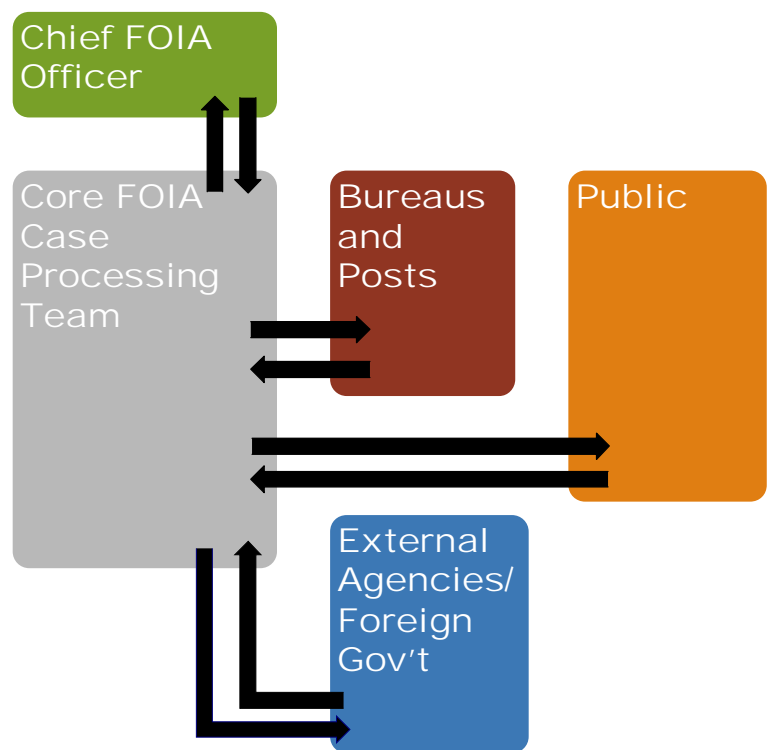 Chief FOIA
Officer
Core FOIA
Case
Processing
Team
Bureaus
and
Posts
Public
External
Agencies/
Foreign
Gov't